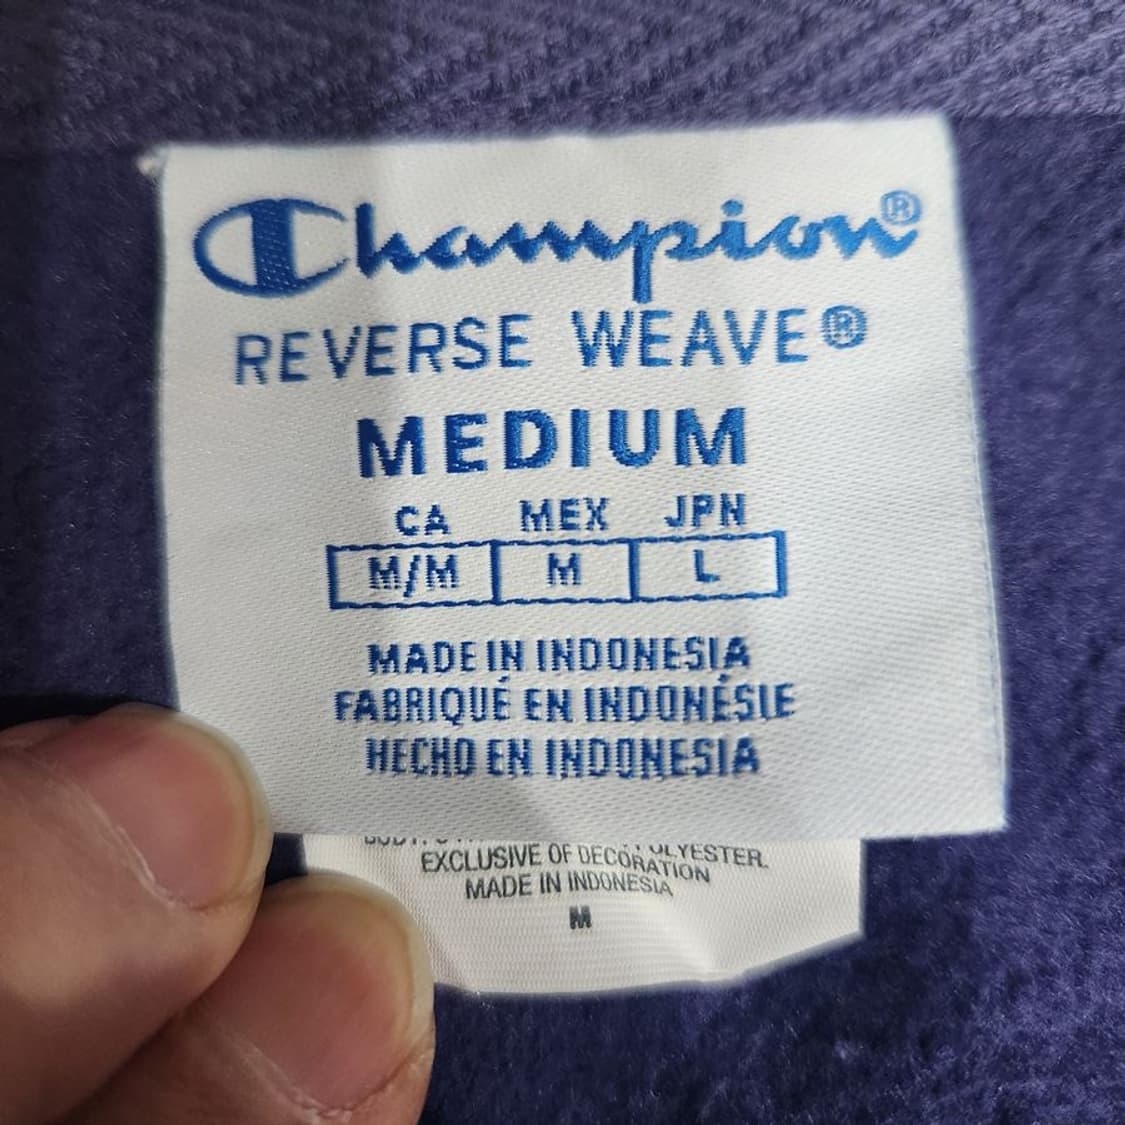 Champion®
REVERSE WEAVE®
MEDIUM
CA MEX JPN
M/M M L
MADE IN INDONESIA
FABRIQUÉ EN INDONÉSIE
HECHO EN INDONESIA
EXCLUSIVE OF DECORATION
MADE IN INDONESIA
M